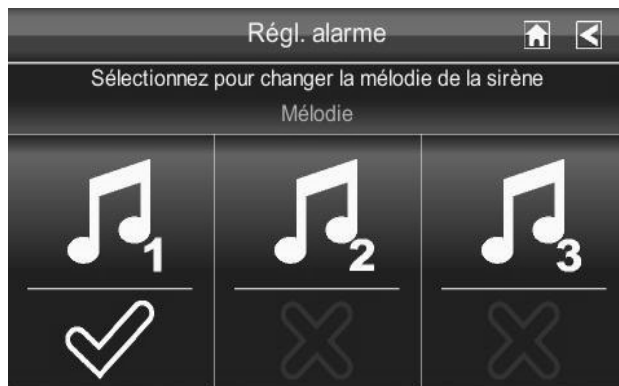 Régl. alarme
Sélectionnez pour changer la mélodie de la sirène
Mélodie
1 2 3